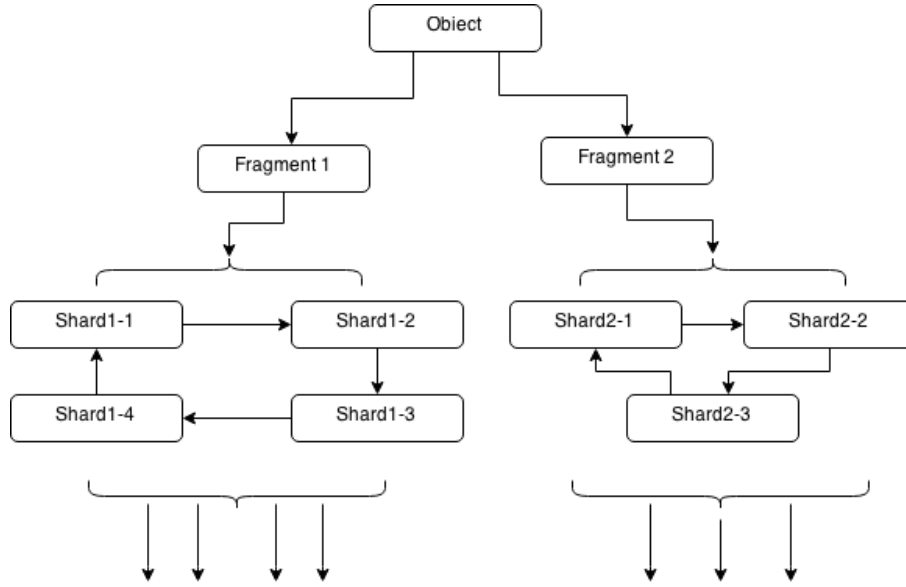 Obiect
Fragment 1
Fragment 2
Shard1-1
Shard1-2
Shard2-1
Shard2-2
Shard1-4
Shard1-3
Shard2-3